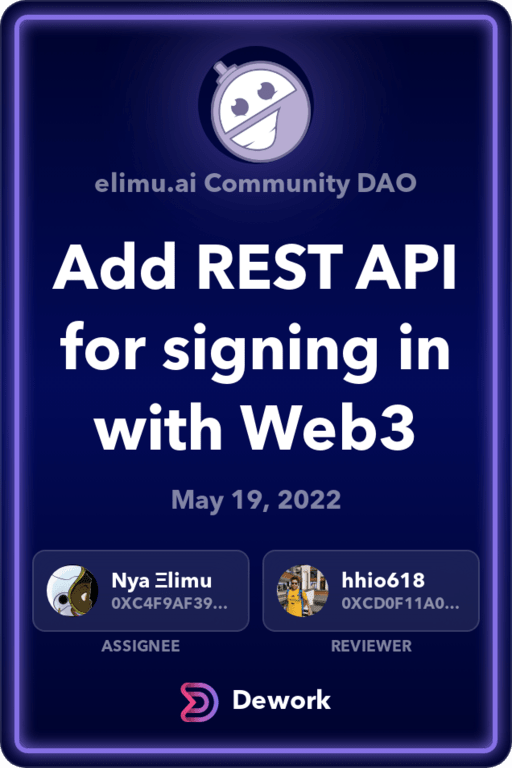 elimu.ai Community DAO
Add REST API
for signing in
with Web3
May 19, 2022
Nya Ξlimu
0XC4F9AF39...
ASSIGNEE
hhio618
0XCD0F11A0...
REVIEWER
Dework